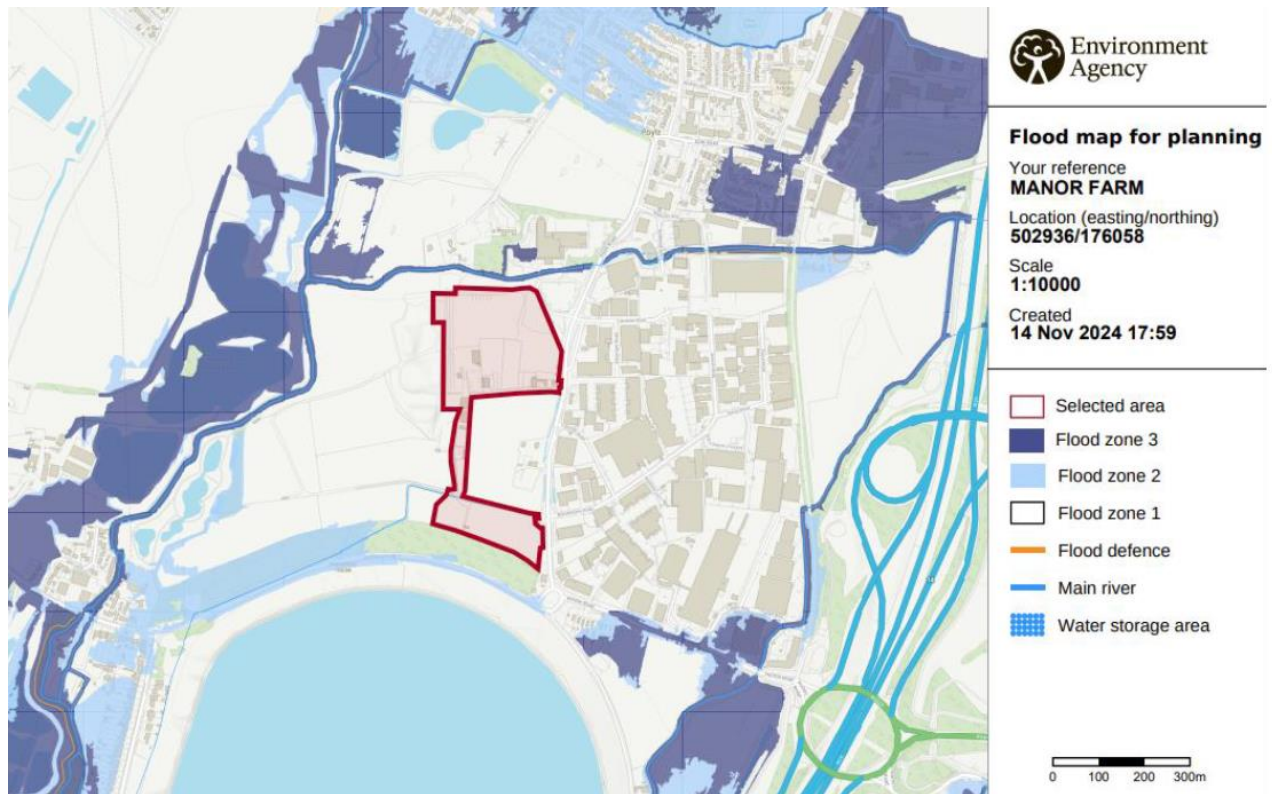 Environment
Agency
Flood map for planning
Your reference
MANOR FARM
Location (easting/northing)
502936/176058
Scale
1:10000
Created
14 Nov 2024 17:59
Selected area
Flood zone 3
Flood zone 2
Flood zone 1
Flood defence
Main river
Water storage area
0 100 200 300m
Poyle